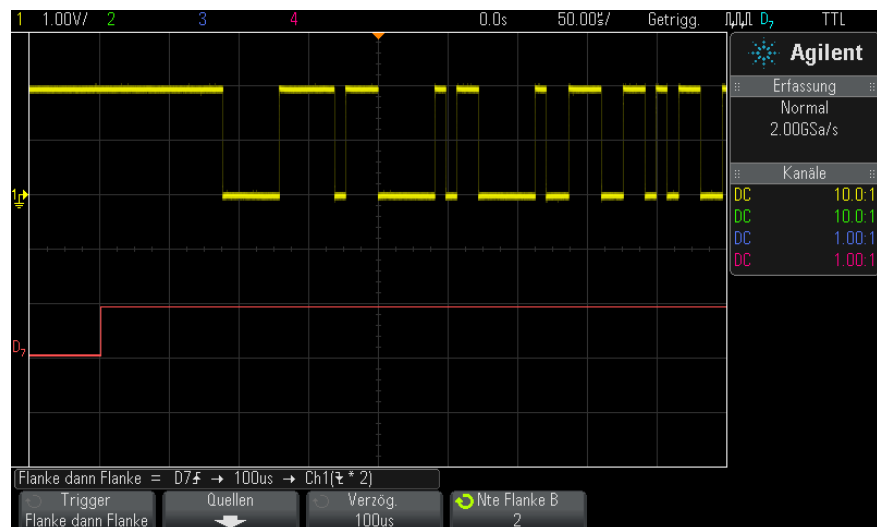 1 1.00V/ 2 3 4 0.0s 50.00µs/ Getrigg. D7 TTL
Agilent
Erfassung
Normal
2.00GSa/s
Kanäle
DC 10.0:1
DC 10.0:1
DC 1.00:1
DC 1.00:1
1
D7
Flanke dann Flanke = D7↑ → 100us → Ch1(↓ * 2)
Trigger
Flanke dann Flanke
Quellen
Verzög.
100us
Nte Flanke B
2